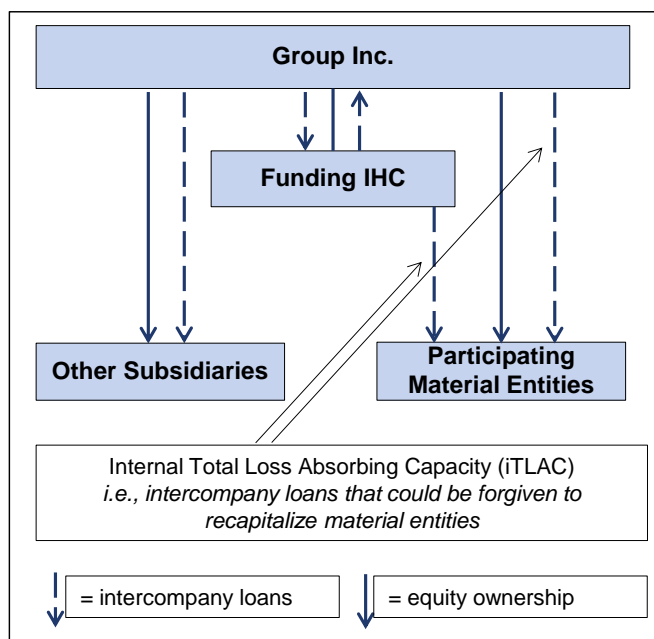 Group Inc.
Funding IHC
Other Subsidiaries
Participating
Material Entities
Internal Total Loss Absorbing Capacity (iTLAC)
i.e., intercompany loans that could be forgiven to
recapitalize material entities
= intercompany loans
= equity ownership